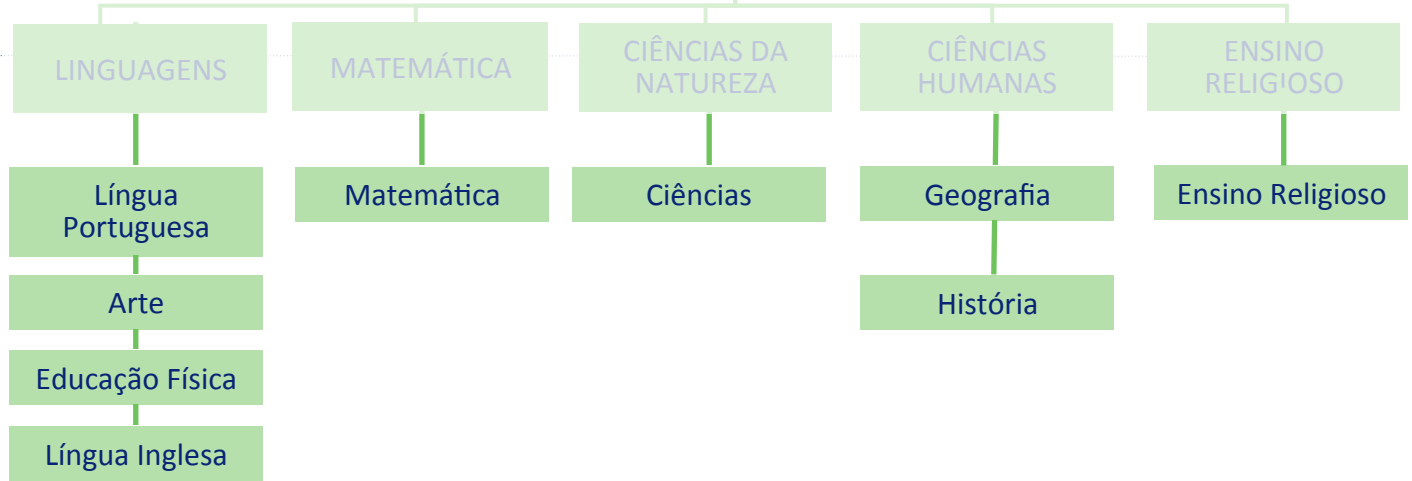 LINGUAGENS
MATEMÁTICA
CIÊNCIAS DA
NATUREZA
CIÊNCIAS
HUMANAS
ENSINO
RELIGIOSO
Língua
Portuguesa
Arte
Educação Física
Língua Inglesa
Matemática
Ciências
Geografia
História
Ensino Religioso